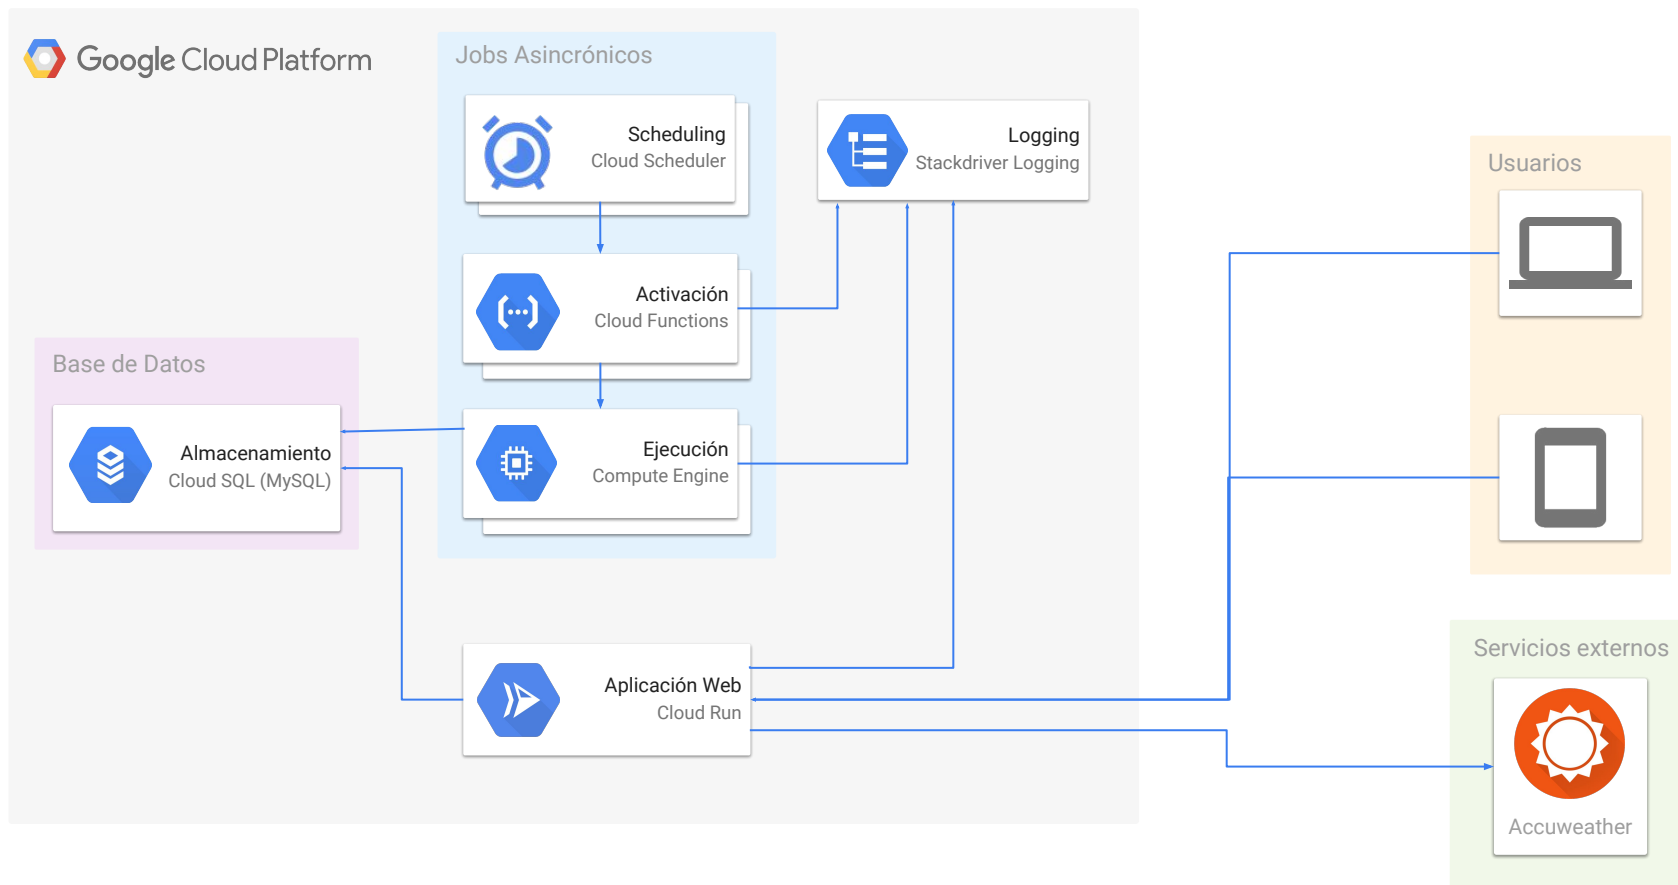 Google Cloud Platform
Jobs Asincrónicos
Scheduling
Cloud Scheduler
Logging
Stackdriver Logging
Activación
Cloud Functions
Base de Datos
Almacenamiento
Cloud SQL (MySQL)
Ejecución
Compute Engine
Aplicación Web
Cloud Run
Usuarios
Servicios externos
Accuweather